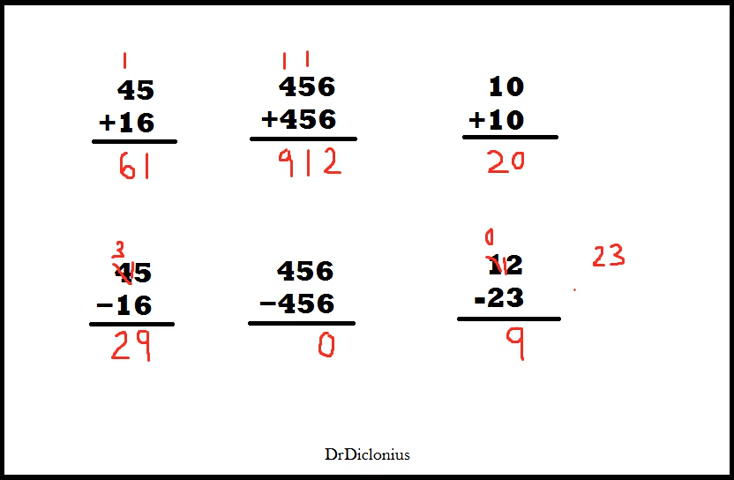 1 1 1
45 456 10
+16 +456 +10
61 912 20
3 0
45 456 12 23
−16 −456 -23
29 0 9
DrDiclonius